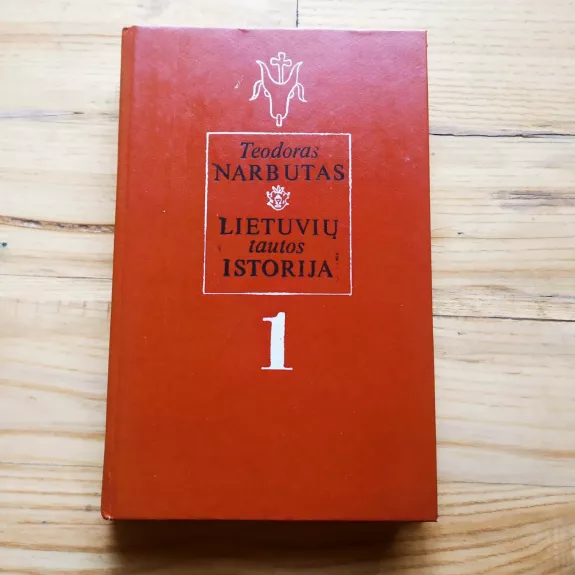 Teodoras
NARBUTAS
LIETUVIŲ
tautos
ISTORIJA
1